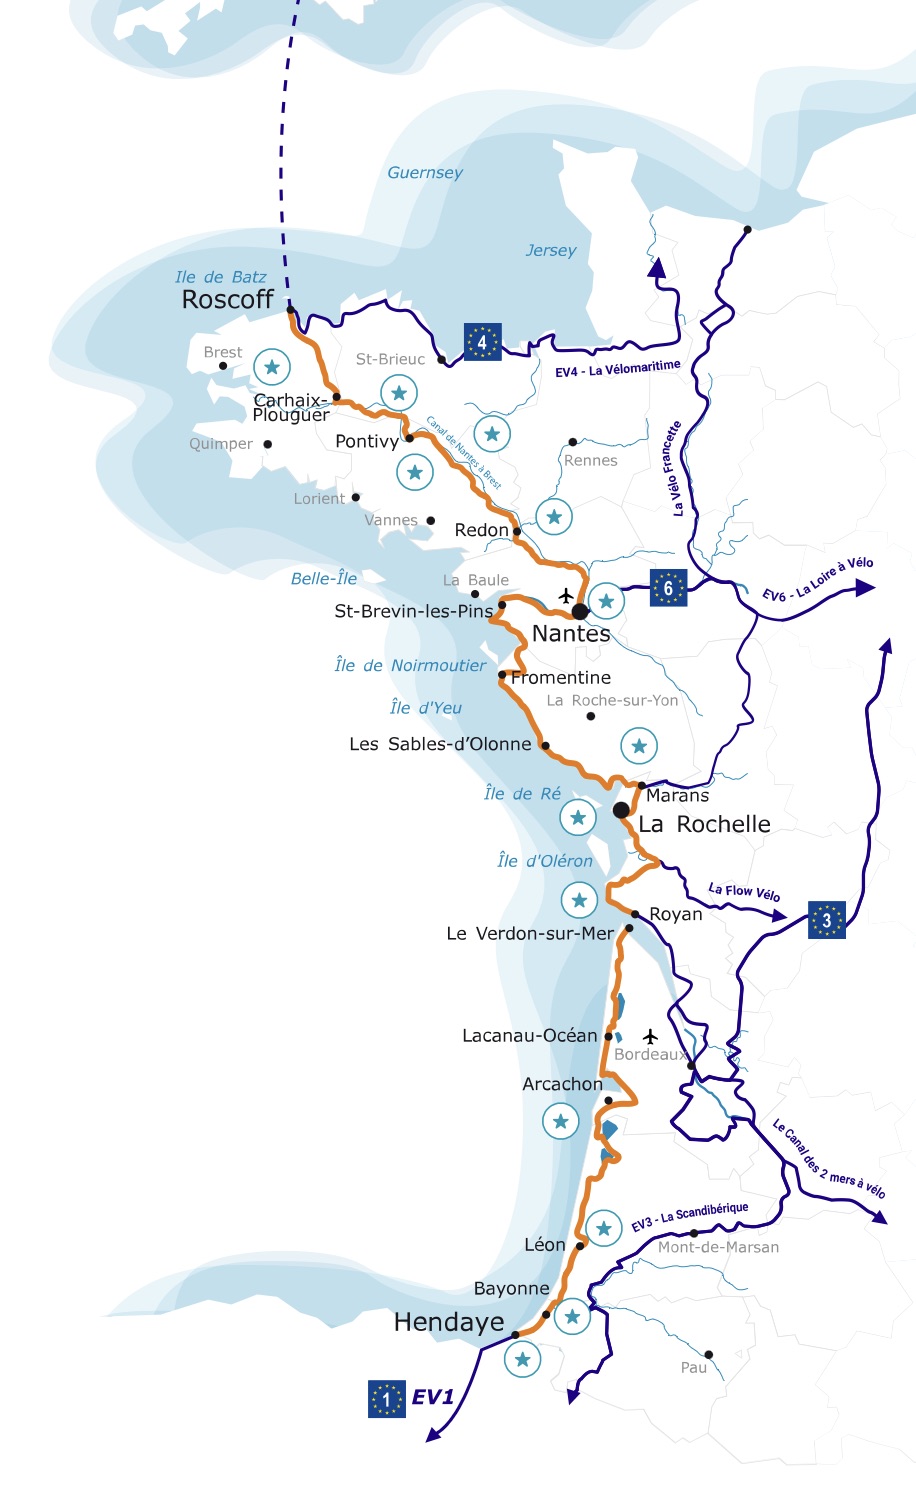 Guernsey
Jersey
Ile de Batz
Roscoff
Brest
St-Brieuc
4
EV4 - La Vélomaritime
Carhaix-
Plouguer
Canal de Nantes à Brest
Quimper
Pontivy
Rennes
La Vélo Francette
Lorient
Vannes
Redon
Belle-Île
La Baule
6
EV6 - La Loire à Vélo
St-Brevin-les-Pins
Nantes
Île de Noirmoutier
Fromentine
Île d'Yeu
La Roche-sur-Yon
Les Sables-d’Olonne
Île de Ré
Marans
La Rochelle
Île d'Oléron
La Flow Vélo
Royan
3
Le Verdon-sur-Mer
Lacanau-Océan
Bordeaux
Arcachon
Le Canal des 2 mers à vélo
EV3 - La Scandibérique
Léon
Mont-de-Marsan
Bayonne
Hendaye
Pau
1
EV1